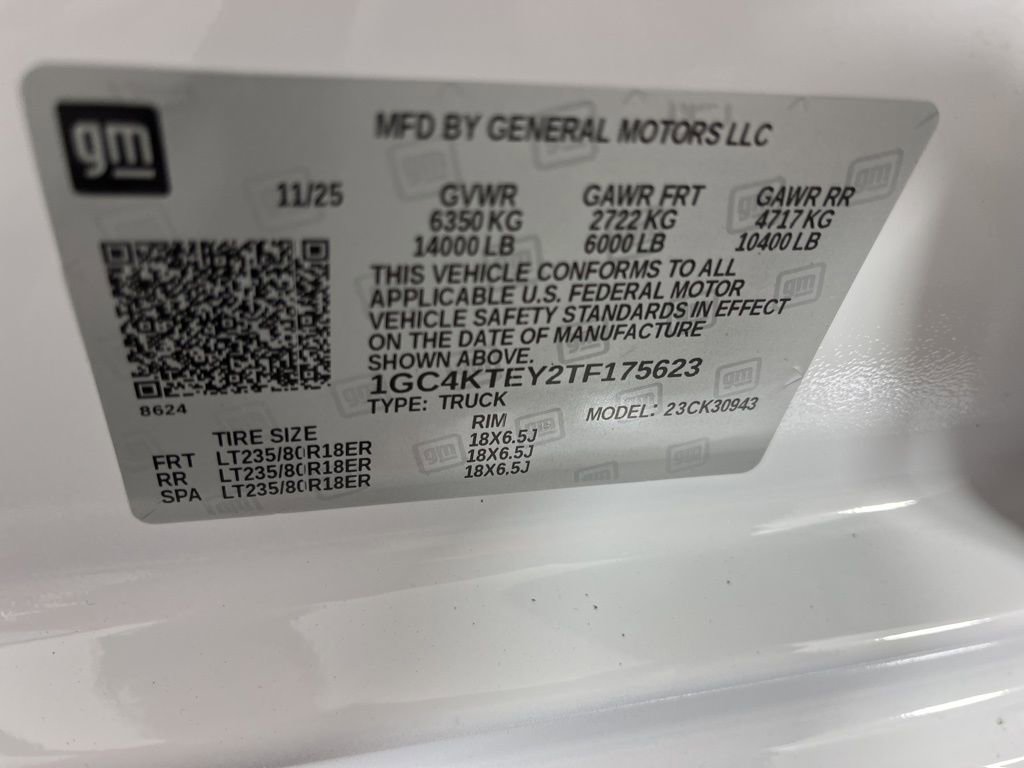 gm
MFD BY GENERAL MOTORS LLC
11/25 GVWR GAWR FRT GAWR RR
6350 KG 2722 KG 4717 KG
14000 LB 6000 LB 10400 LB
THIS VEHICLE CONFORMS TO ALL
APPLICABLE U.S. FEDERAL MOTOR
VEHICLE SAFETY STANDARDS IN EFFECT
ON THE DATE OF MANUFACTURE
SHOWN ABOVE.
1GC4KTEY2TF175623
8624
TYPE: TRUCK MODEL: 23CK30943
TIRE SIZE RIM
FRT LT235/80R18ER 18X6.5J
RR LT235/80R18ER 18X6.5J
SPA LT235/80R18ER 18X6.5J